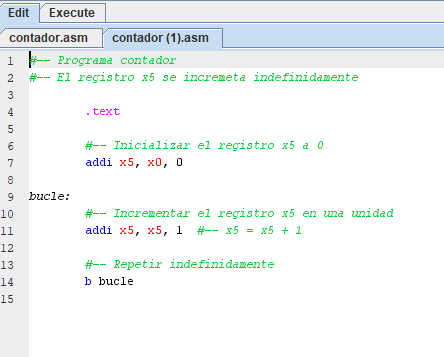 Edit Execute
contador.asm contador (1).asm
1 #-- Programa contador
2 #-- El registro x5 se incremeta indefinidamente
3
4 .text
5
6 #-- Inicializar el registro x5 a 0
7 addi x5, x0, 0
8
9 bucle:
10 #-- Incrementar el registro x5 en una unidad
11 addi x5, x5, 1 #-- x5 = x5 + 1
12
13 #-- Repetir indefinidamente
14 b bucle
15